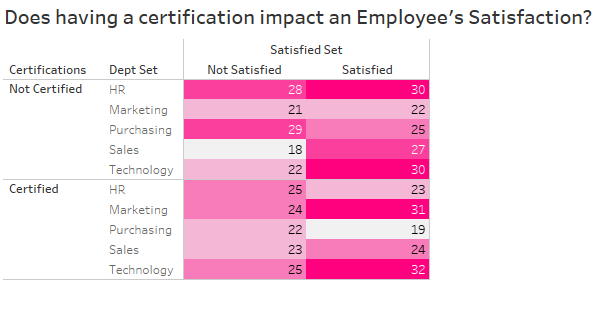 Does having a certification impact an Employee's Satisfaction?
Satisfied Set
Certifications Dept Set Not Satisfied Satisfied
Not Certified HR 28 30
Marketing 21 22
Purchasing 29 25
Sales 18 27
Technology 22 30
Certified HR 25 23
Marketing 24 31
Purchasing 22 19
Sales 23 24
Technology 25 32